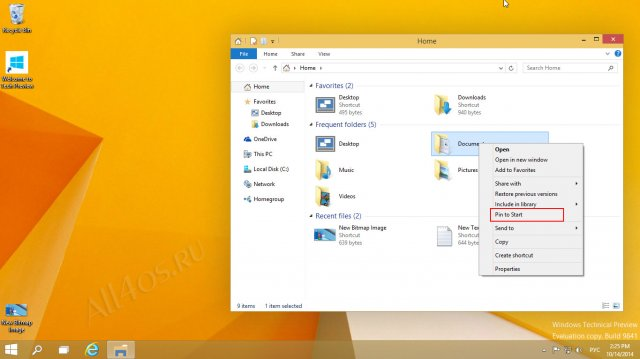 Recycle Bin
Welcome to
Tech Preview
New Bitmap
Image
All4os.RU
Home
File
Home
Share
View
Home
Search Home
Home
Favorites
Desktop
Downloads
OneDrive
This PC
Local Disk (C:)
Network
Homegroup
Favorites (2)
Desktop
Shortcut
495 bytes
Downloads
Shortcut
940 bytes
Frequent folders (5)
Desktop
Document
Music
Pictures
Videos
Recent files (2)
New Bitmap Image
Shortcut
639 bytes
New Te
Shortcut
644 bytes
Open
Open in new window
Add to Favorites
Share with
Restore previous versions
Include in library
Pin to Start
Send to
Copy
Create shortcut
Properties
9 items
1 item selected
Windows Technical Preview
Evaluation copy. Build 9841
РУС
2:25 PM
10/14/2014